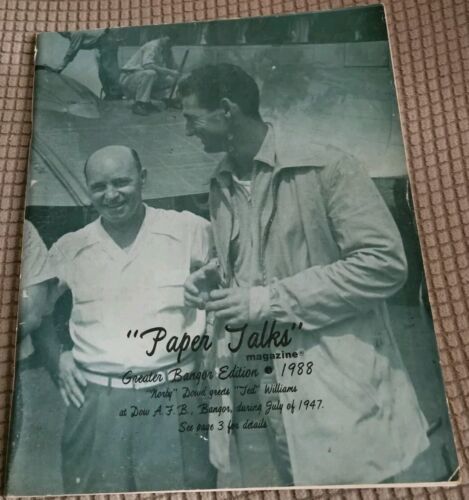 "Paper Talks"
magazine®
Greater Bangor Edition • 1988
"Norby" Dowd greets "Ted" Williams
at Dow A.F.B., Bangor, during July of 1947.
See page 3 for details